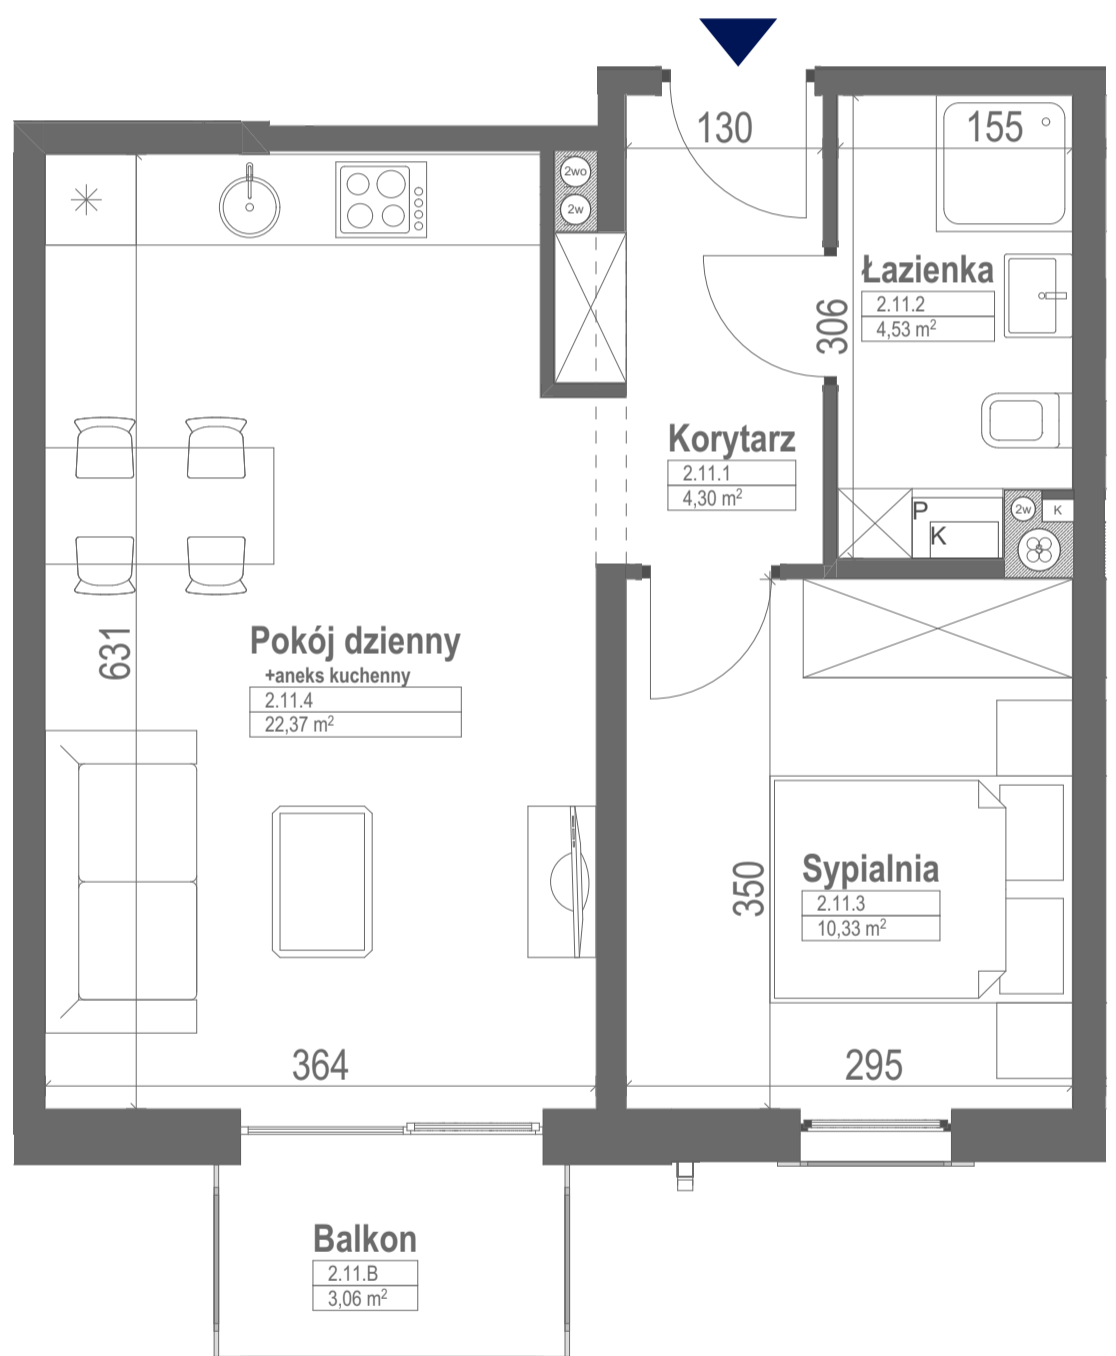 130
155
2wo
2w
Łazienka
2.11.2
4,53 m²
306
Korytarz
2.11.1
4,30 m²
P
K
2w
K
631
Pokój dzienny
+aneks kuchenny
2.11.4
22,37 m²
350
Sypialnia
2.11.3
10,33 m²
364
295
Balkon
2.11.B
3,06 m²